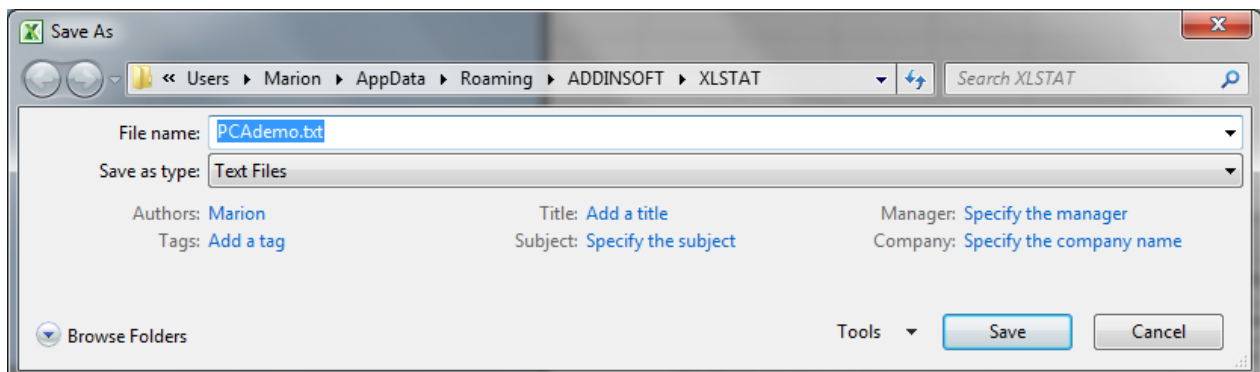 Save As
« Users ▸ Marion ▸ AppData ▸ Roaming ▸ ADDINSOFT ▸ XLSTAT Search XLSTAT
File name: PCAdemo.txt
Save as type: Text Files
Authors: Marion Title: Add a title Manager: Specify the manager
Tags: Add a tag Subject: Specify the subject Company: Specify the company name
Browse Folders Tools Save Cancel